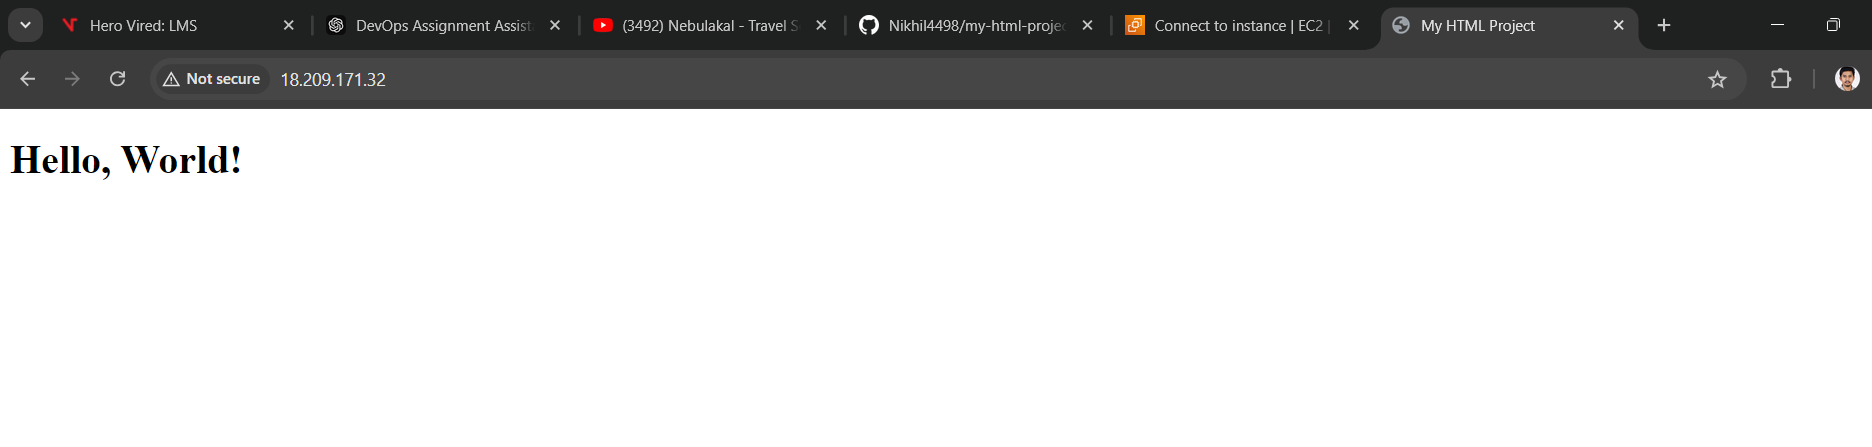 Hero Vired: LMS
DevOps Assignment Assist
(3492) Nebulakal - Travel S
Nikhil4498/my-html-projec
Connect to instance | EC2 |
My HTML Project
Not secure
18.209.171.32
Hello, World!